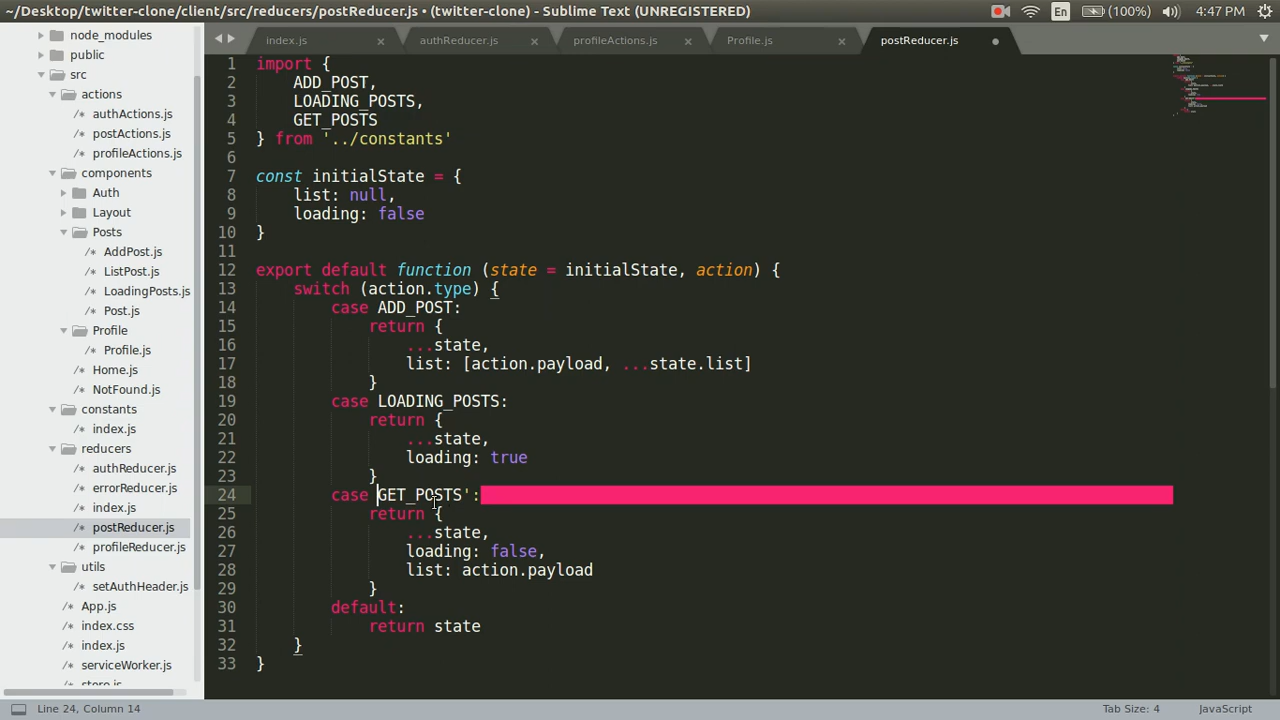 ~/Desktop/twitter-clone/client/src/reducers/postReducer.js • (twitter-clone) - Sublime Text (UNREGISTERED)
En (100%) 4:47 PM
node_modules
public
src
actions
authActions.js
postActions.js
profileActions.js
components
Auth
Layout
Posts
AddPost.js
ListPost.js
LoadingPosts.js
Post.js
Profile
Profile.js
Home.js
NotFound.js
constants
index.js
reducers
authReducer.js
errorReducer.js
index.js
postReducer.js
profileReducer.js
utils
setAuthHeader.js
App.js
index.css
index.js
serviceWorker.js
store.js
index.js authReducer.js profileActions.js Profile.js postReducer.js
1 import {
2 ADD_POST,
3 LOADING_POSTS,
4 GET_POSTS
5 } from '../constants'
6
7 const initialState = {
8 list: null,
9 loading: false
10 }
11
12 export default function (state = initialState, action) {
13 switch (action.type) {
14 case ADD_POST:
15 return {
16 ...state,
17 list: [action.payload, ...state.list]
18 }
19 case LOADING_POSTS:
20 return {
21 ...state,
22 loading: true
23 }
24 case GET_POSTS':
25 return {
26 ...state,
27 loading: false,
28 list: action.payload
29 }
30 default:
31 return state
32 }
33 }
Line 24, Column 14 Tab Size: 4 JavaScript